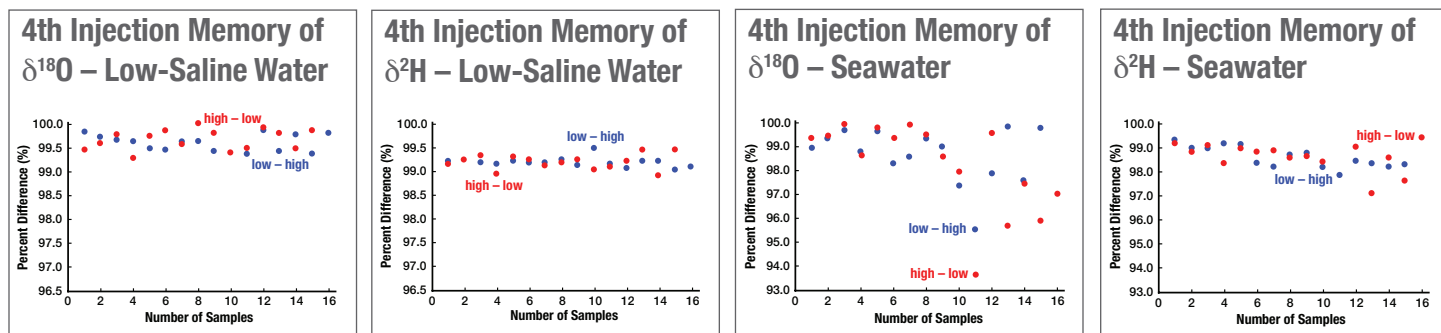 4th Injection Memory of
δ¹⁸O – Low-Saline Water
Percent Difference (%)
100.0
99.5
99.0
98.5
98.0
97.5
97.0
96.5
high – low
low – high
0 2 4 6 8 10 12 14 16
Number of Samples
4th Injection Memory of
δ²H – Low-Saline Water
Percent Difference (%)
100.0
99.5
99.0
98.5
98.0
97.5
97.0
96.5
low – high
high – low
0 2 4 6 8 10 12 14 16
Number of Samples
4th Injection Memory of
δ¹⁸O – Seawater
Percent Difference (%)
100.0
99.0
98.0
97.0
96.0
95.0
94.0
93.0
low – high
high – low
0 2 4 6 8 10 12 14 16
Number of Samples
4th Injection Memory of
δ²H – Seawater
Percent Difference (%)
100.0
99.0
98.0
97.0
96.0
95.0
94.0
93.0
high – low
low – high
0 2 4 6 8 10 12 14 16
Number of Samples